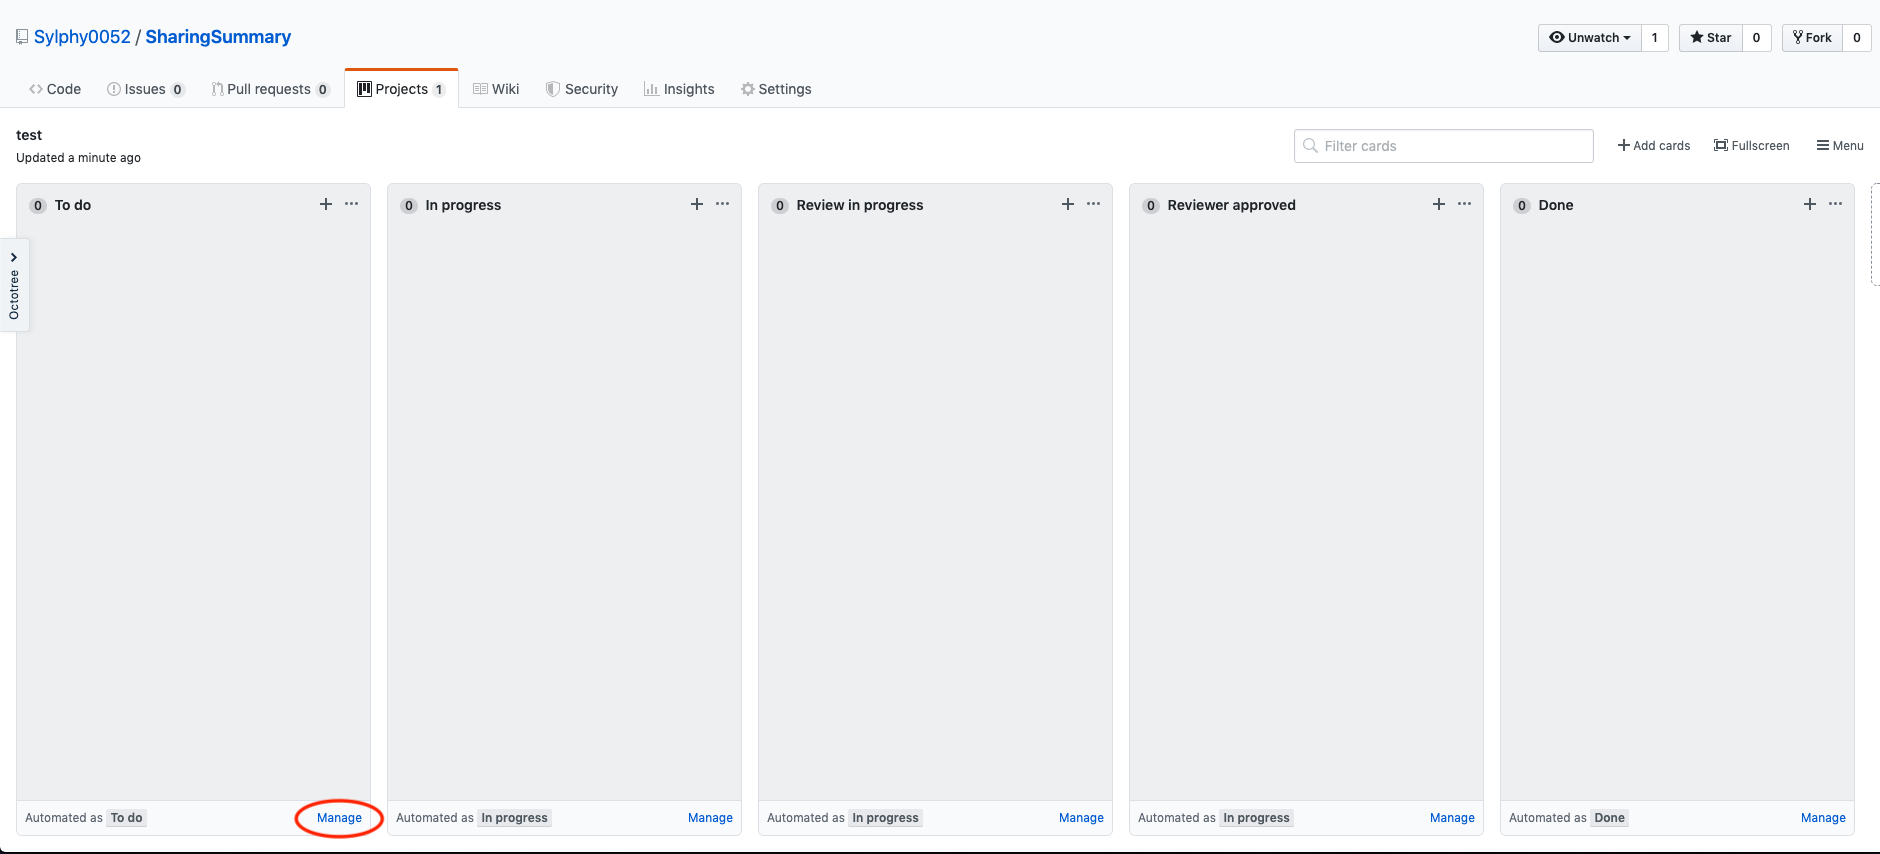 Sylphy0052 / SharingSummary
Unwatch 1 Star 0 Fork 0
Code Issues 0 Pull requests 0 Projects 1 Wiki Security Insights Settings
test
Updated a minute ago
Filter cards Add cards Fullscreen Menu
0 To do
0 In progress
0 Review in progress
0 Reviewer approved
0 Done
Octotree
Automated as To do Manage
Automated as In progress Manage
Automated as In progress Manage
Automated as In progress Manage
Automated as Done Manage